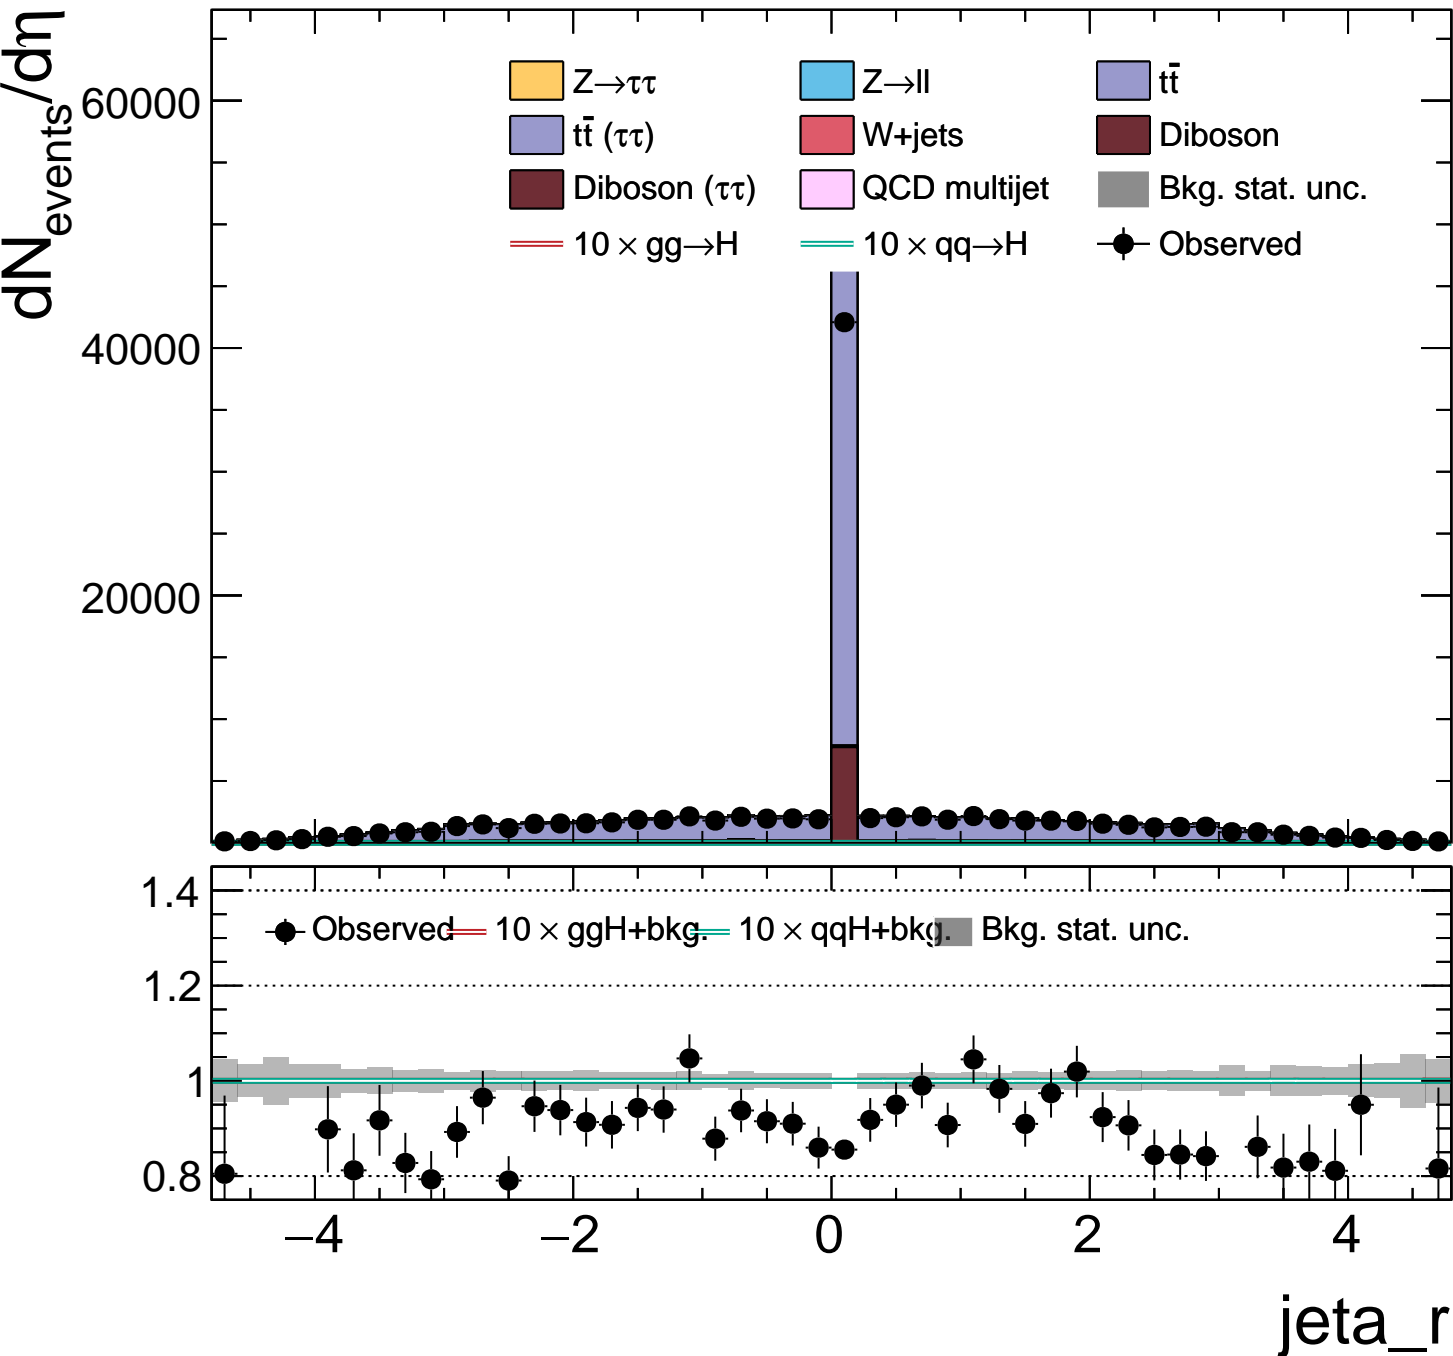 dN_events/dη
60000
40000
20000
Z→ττ Z→ll tt̄
tt̄ (ττ) W+jets Diboson
Diboson (ττ) QCD multijet Bkg. stat. unc.
10 × gg→H 10 × qq→H Observed
1.4
1.2
1
0.8
Observed 10 × ggH+bkg. 10 × qqH+bkg. Bkg. stat. unc.
−4 −2 0 2 4
jeta_r